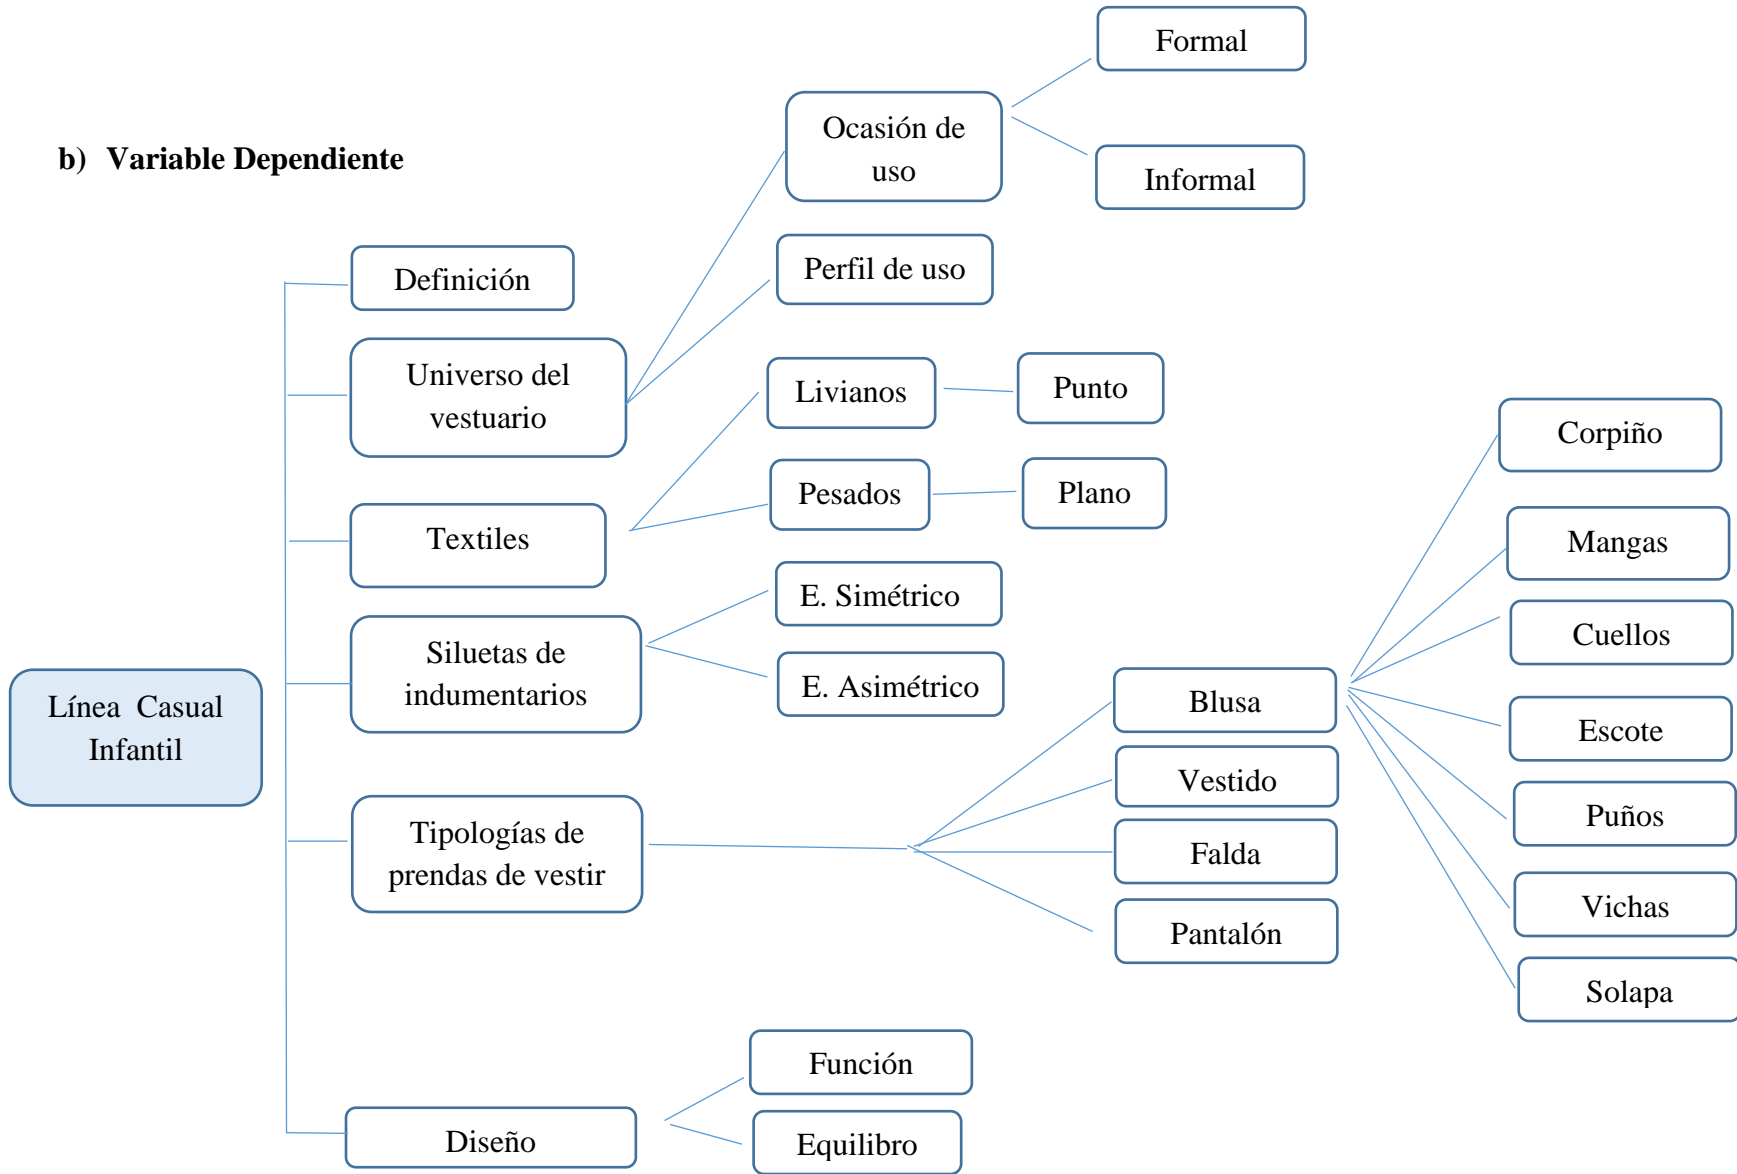 b) Variable Dependiente
Línea Casual
Infantil
Definición
Universo del
vestuario
Ocasión de
uso
Formal
Informal
Perfil de uso
Textiles
Livianos
Punto
Pesados
Plano
Siluetas de
indumentarios
E. Simétrico
E. Asimétrico
Tipologías de
prendas de vestir
Blusa
Corpiño
Mangas
Cuellos
Escote
Puños
Vichas
Solapa
Vestido
Falda
Pantalón
Diseño
Función
Equilibro